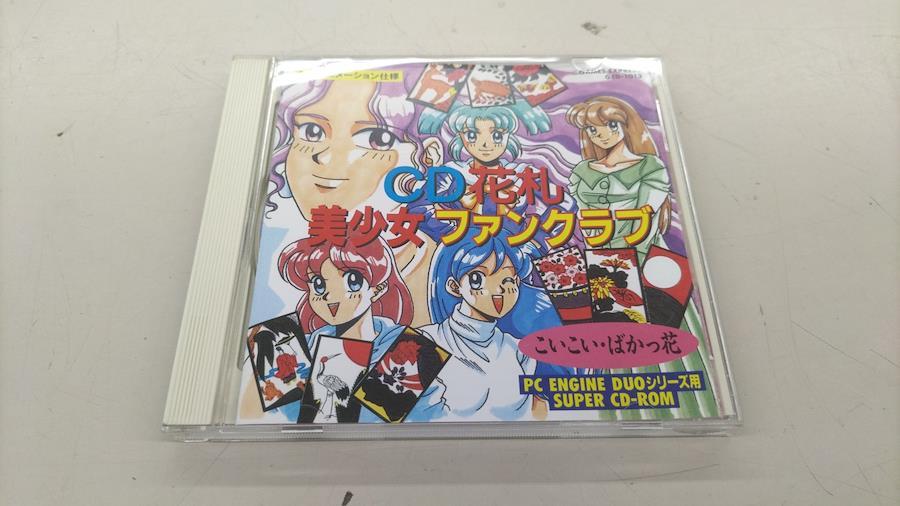 メーション仕様
GAMES EXPRESS
CD花札
美少女 ファンクラブ
こいこい・ばかっ花
PC ENGINE DUOシリーズ用
SUPER CD-ROM